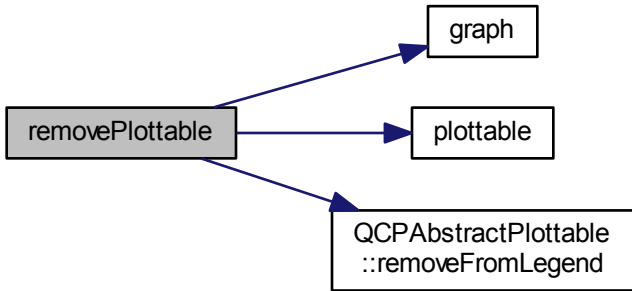 graph
removePlottable
plottable
QCPAbstractPlottable
::removeFromLegend